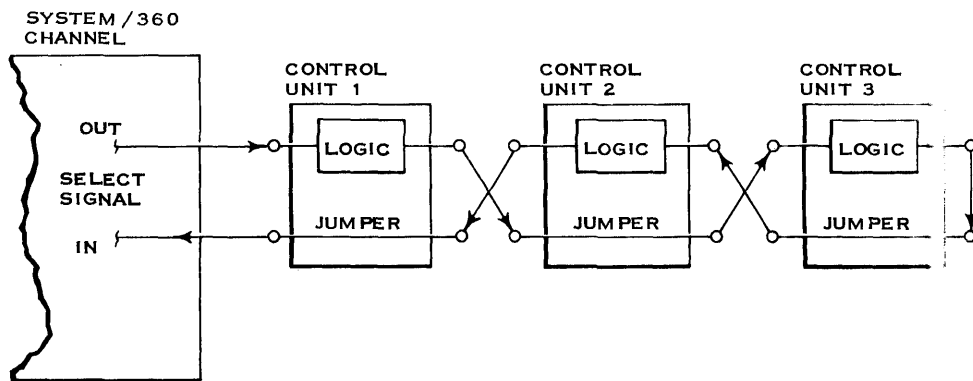 SYSTEM/360
CHANNEL
CONTROL
UNIT 1
CONTROL
UNIT 2
CONTROL
UNIT 3
OUT
LOGIC
LOGIC
LOGIC
SELECT
SIGNAL
IN
JUMPER
JUMPER
JUMPER